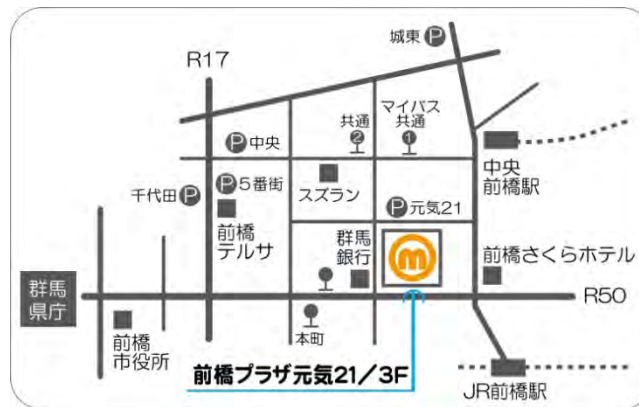 城東 P
R17
マイバス
共通
共通
2
1
P 中央
中央
前橋駅
スズラン
千代田 P
P 5番街
前橋
テルサ
P 元気21
群馬
銀行
m
前橋さくらホテル
群馬
県庁
R50
前橋
市役所
本町
前橋プラザ元気21/3F
JR前橋駅